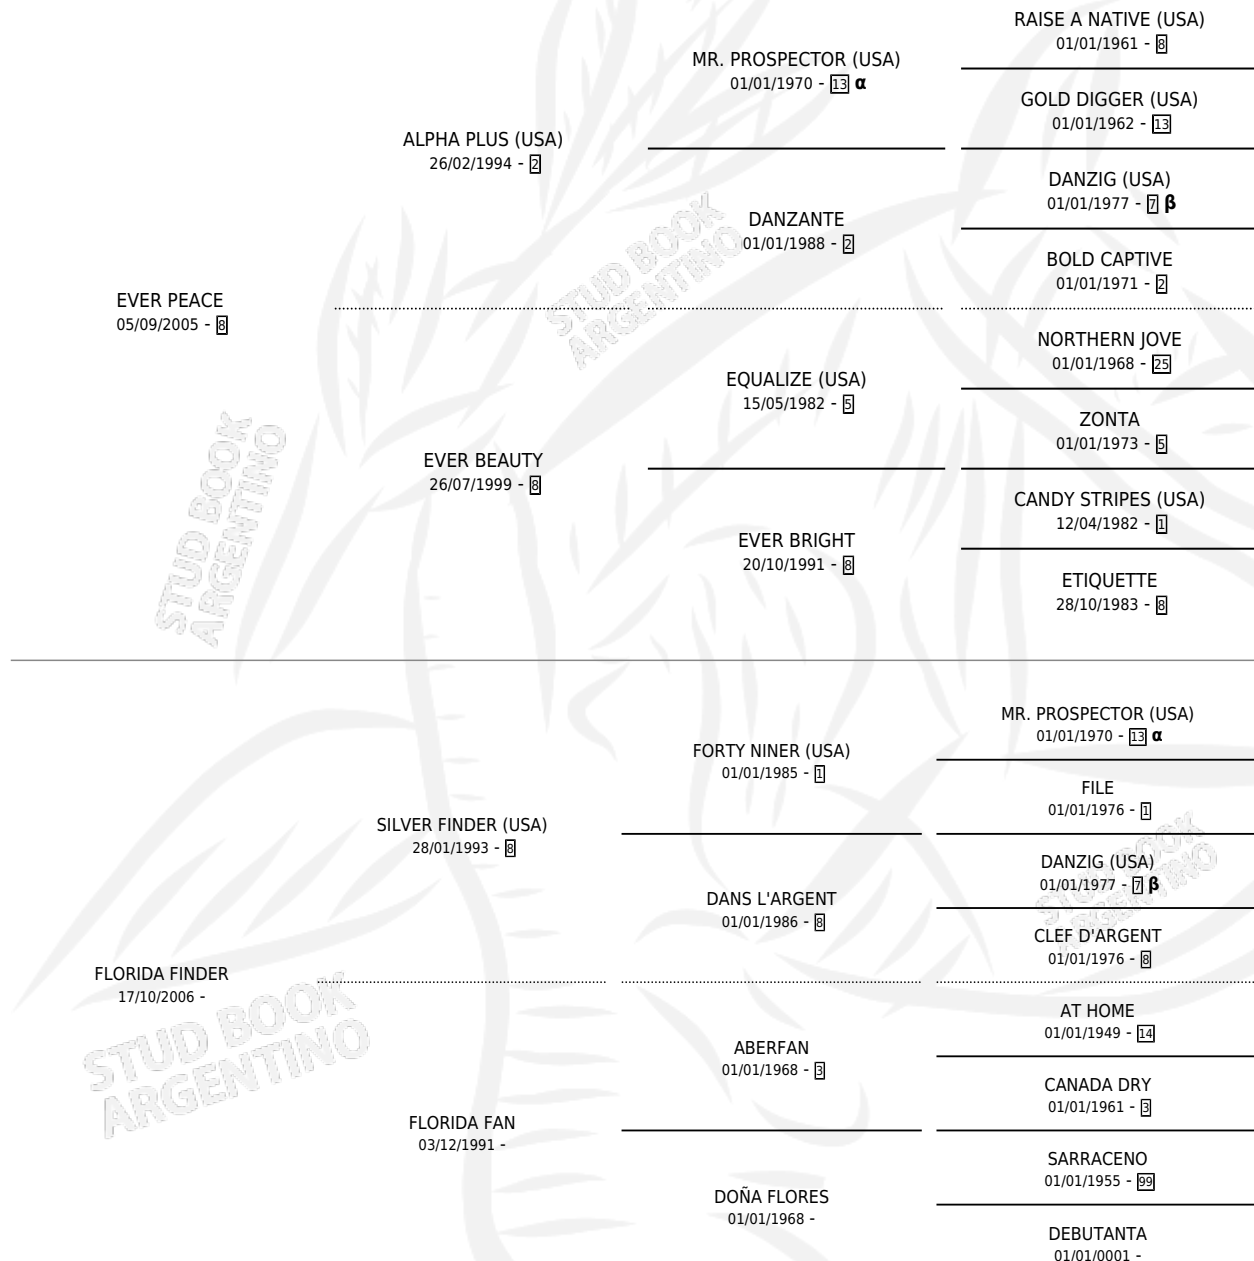 RAISE A NATIVE (USA)
01/01/1961 - 8
MR. PROSPECTOR (USA)
01/01/1970 - 13 α
GOLD DIGGER (USA)
01/01/1962 - 13
ALPHA PLUS (USA)
26/02/1994 - 2
DANZIG (USA)
01/01/1977 - 7 β
DANZANTE
01/01/1988 - 2
BOLD CAPTIVE
01/01/1971 - 2
EVER PEACE
05/09/2005 - 8
NORTHERN JOVE
01/01/1968 - 25
EQUALIZE (USA)
15/05/1982 - 5
ZONTA
01/01/1973 - 5
EVER BEAUTY
26/07/1999 - 8
CANDY STRIPES (USA)
12/04/1982 - 1
EVER BRIGHT
20/10/1991 - 8
ETIQUETTE
28/10/1983 - 8
MR. PROSPECTOR (USA)
01/01/1970 - 13 α
FORTY NINER (USA)
01/01/1985 - 1
FILE
01/01/1976 - 1
SILVER FINDER (USA)
28/01/1993 - 8
DANZIG (USA)
01/01/1977 - 7 β
DANS L'ARGENT
01/01/1986 - 8
CLEF D'ARGENT
01/01/1976 - 8
FLORIDA FINDER
17/10/2006 -
AT HOME
01/01/1949 - 14
ABERFAN
01/01/1968 - 3
CANADA DRY
01/01/1961 - 3
FLORIDA FAN
03/12/1991 -
SARRACENO
01/01/1955 - 99
DOÑA FLORES
01/01/1968 -
DEBUTANTA
01/01/0001 -
STUD BOOK
ARGENTINO
STUD BOOK
ARGENTINO
STUD BOOK
ARGENTINO
STUD BOOK
ARGENTINO